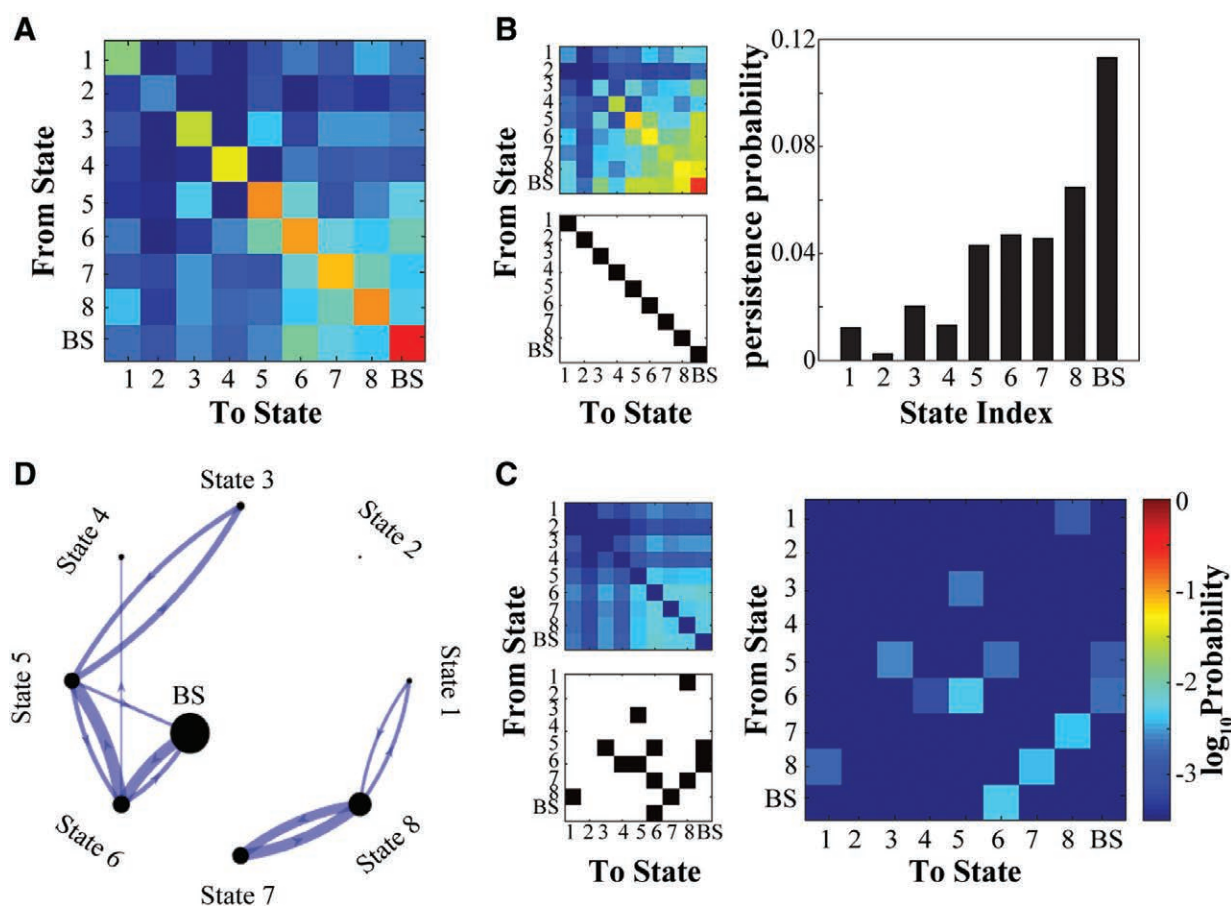 A
From State
1
2
3
4
5
6
7
8
BS
1 2 3 4 5 6 7 8 BS
To State
B
From State
1
2
3
4
5
6
7
8
BS
1
2
3
4
5
6
7
8
BS
1 2 3 4 5 6 7 8 BS
To State
persistence probability
0.12
0.08
0.04
0
1 2 3 4 5 6 7 8 BS
State Index
D
State 3
State 4
State 2
State 5
BS
State 1
State 6
State 8
State 7
C
From State
1
2
3
4
5
6
7
8
BS
1
2
3
4
5
6
7
8
BS
1 2 3 4 5 6 7 8 BS
To State
From State
1
2
3
4
5
6
7
8
BS
1 2 3 4 5 6 7 8 BS
To State
0
-1
-2
-3
log10Probability